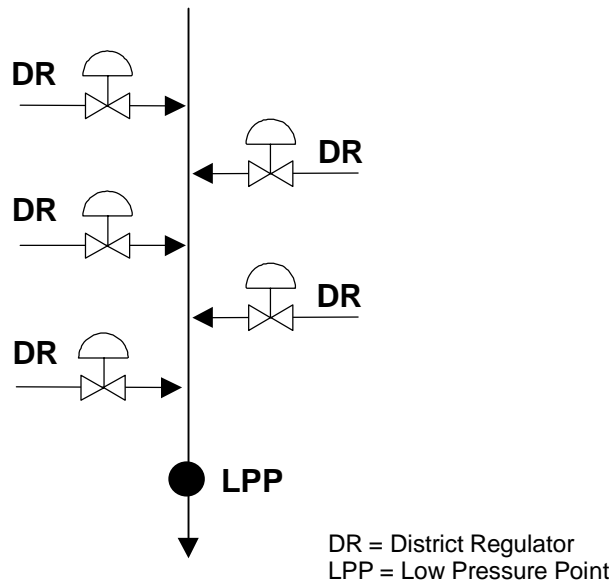 DR
DR
DR
DR
DR
LPP
DR = District Regulator
LPP = Low Pressure Point